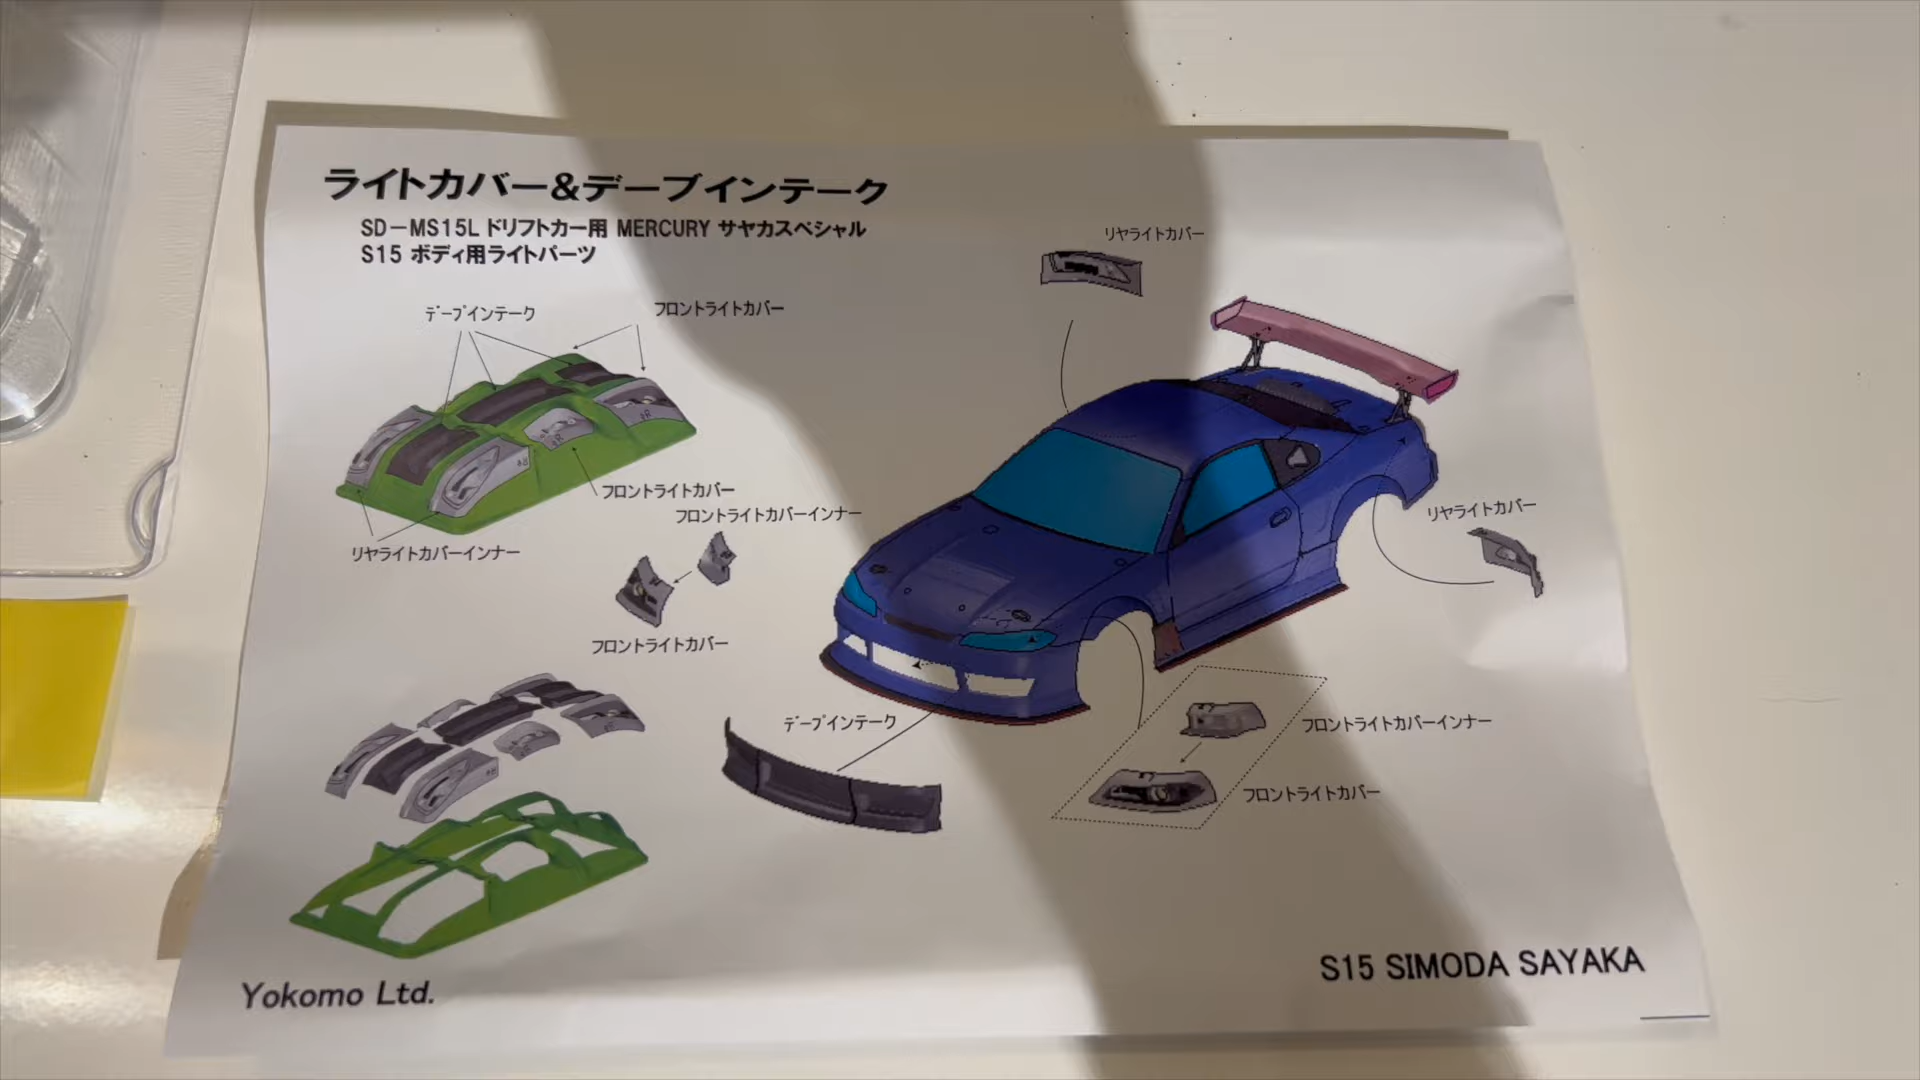 ライトカバー&デーブインテーク
SD-MS15L ドリフトカー用 MERCURY サヤカスペシャル
S15 ボディ用ライトパーツ
リヤライトカバー
デーブインテーク
フロントライトカバー
フロントライトカバー
フロントライトカバーインナー
リヤライトカバーインナー
リヤライトカバー
フロントライトカバー
デーブインテーク
フロントライトカバーインナー
フロントライトカバー
S15 SIMODA SAYAKA
Yokomo Ltd.